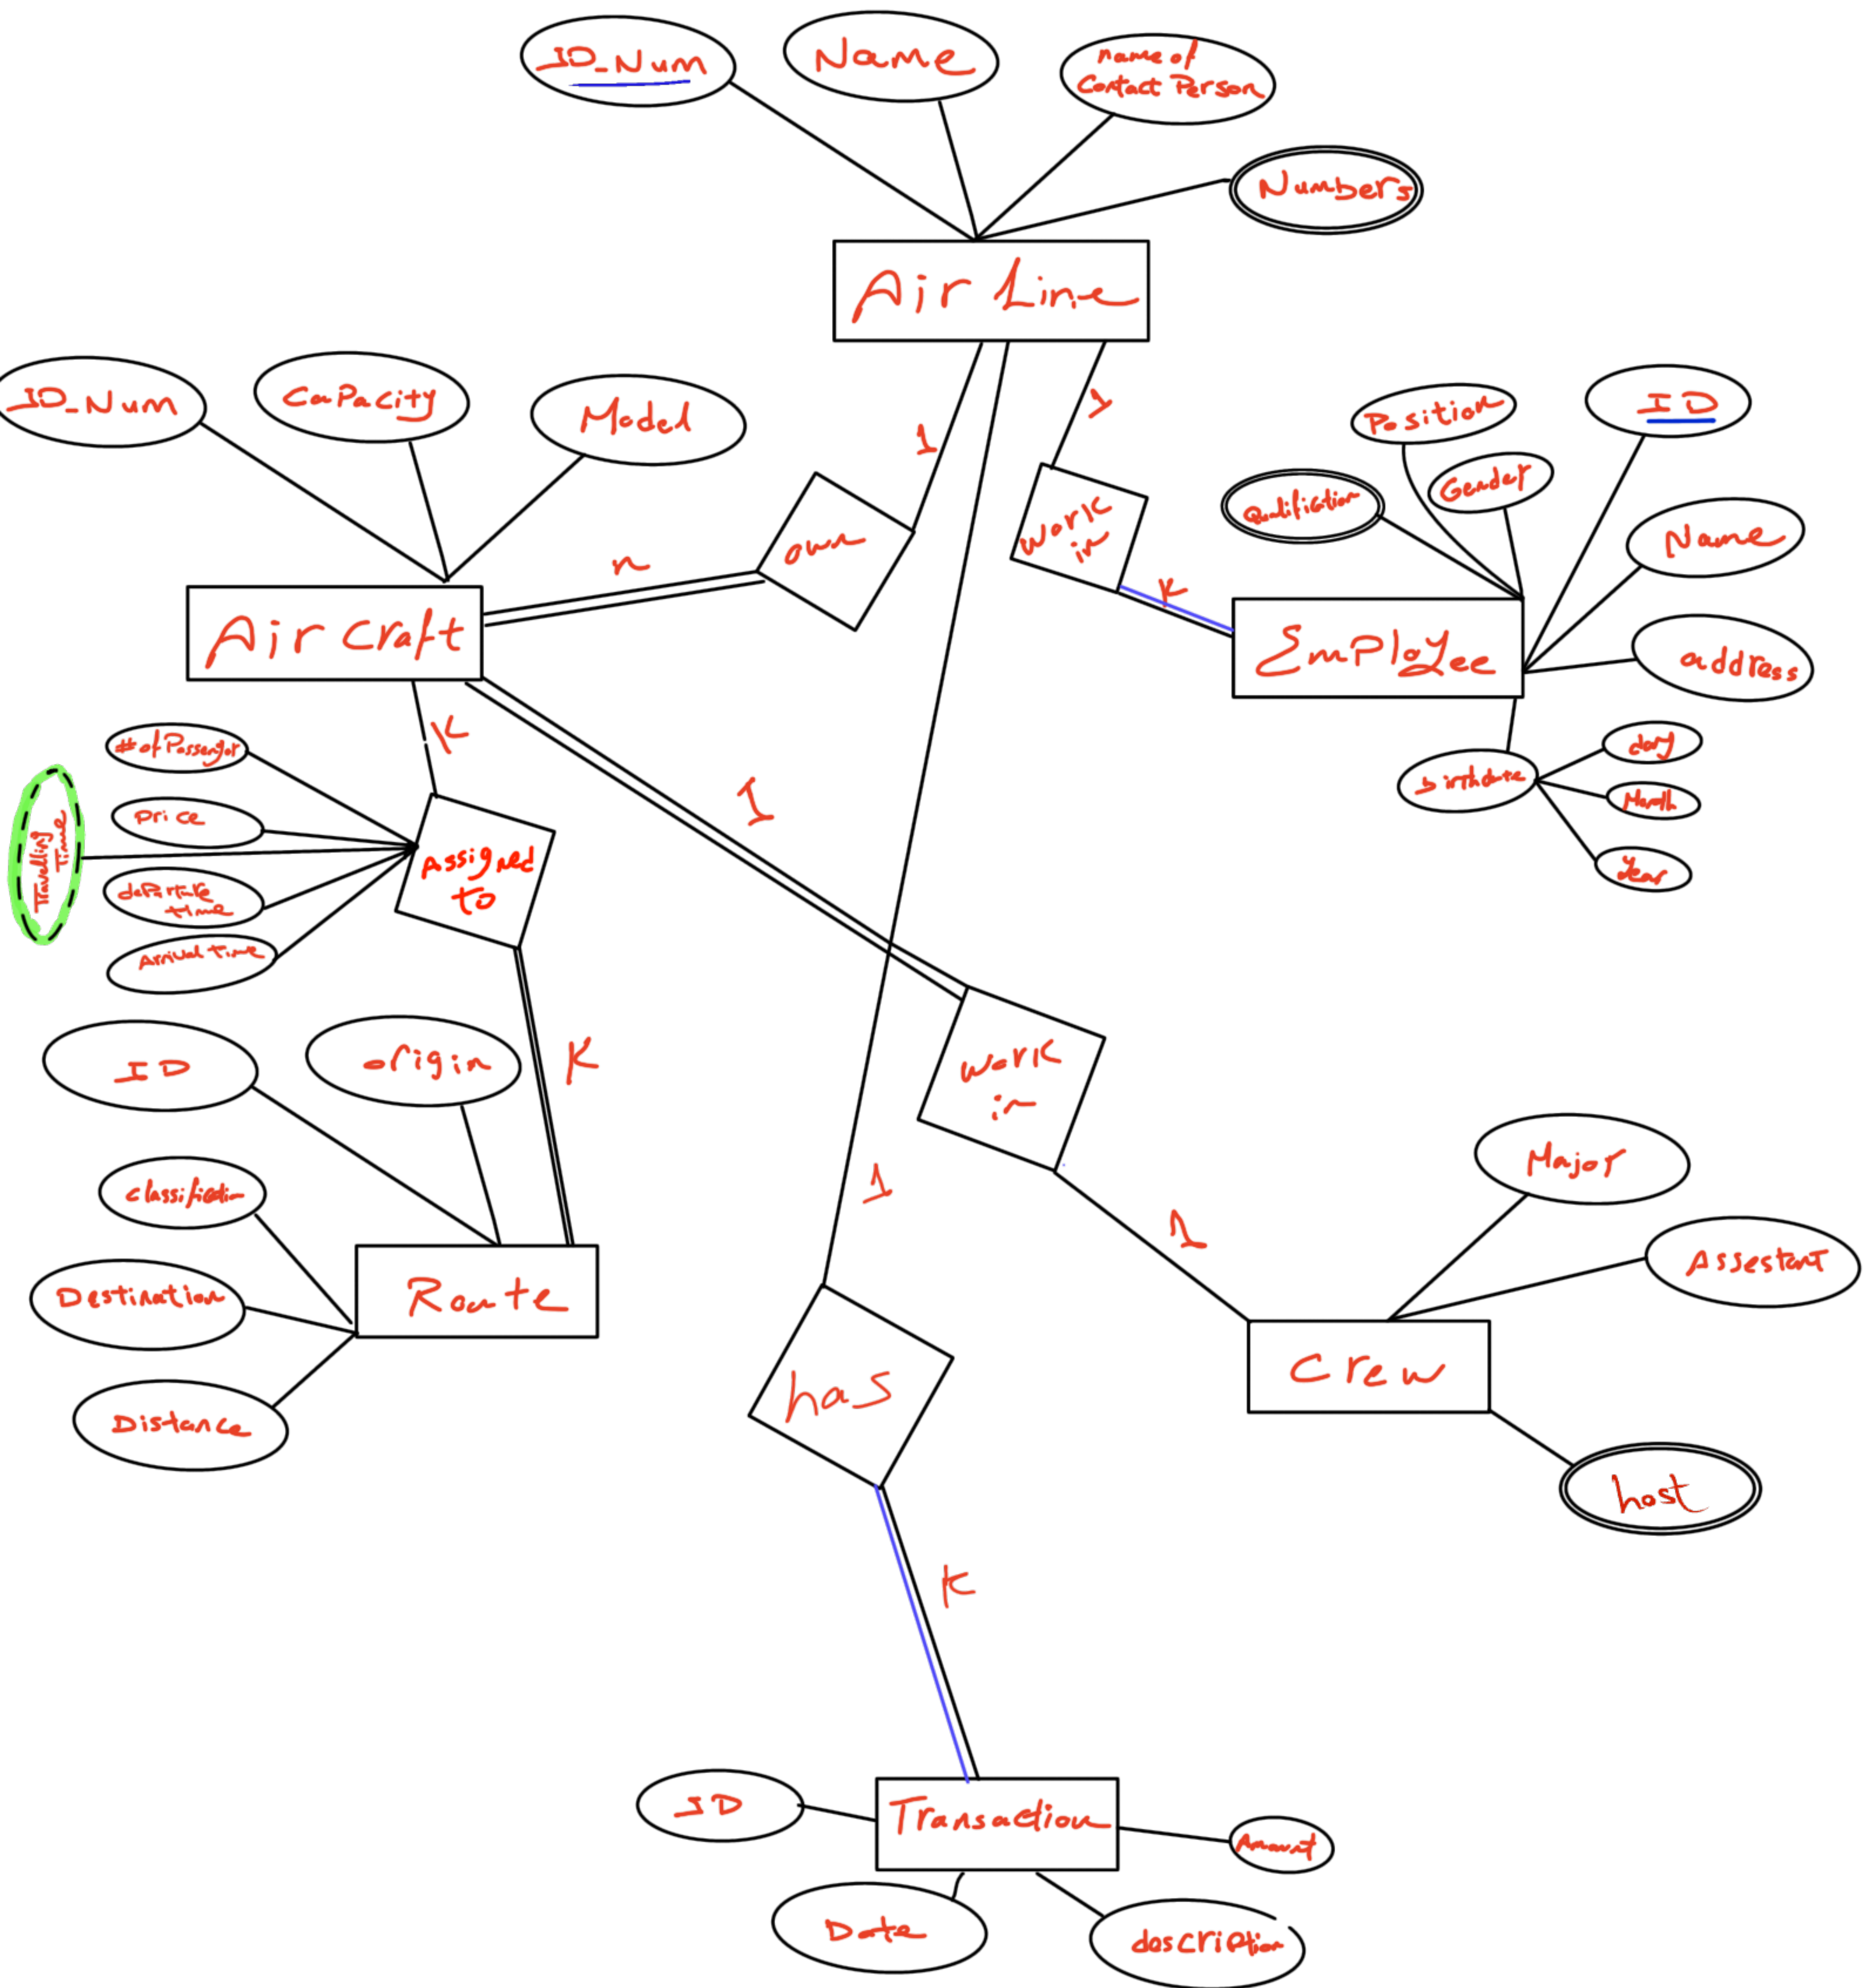 ID_Num
Name
Name of
Contact Person
Numbers
Air Line
ID_Num
Capacity
Model
1
1
Position
ID
Gender
Qualifiction
Name
own
work
in
n
K
Air Craft
Employee
address
K
# of Passenger
day
birthdate
Month
Price
1
Year
Travelling
Time
Assigned
to
departure
time
Arrival time
ID
origin
K
work
in
Classification
1
Major
n
Destination
Route
Assestant
has
Crew
Distance
host
K
ID
Transaction
Amount
Date
description